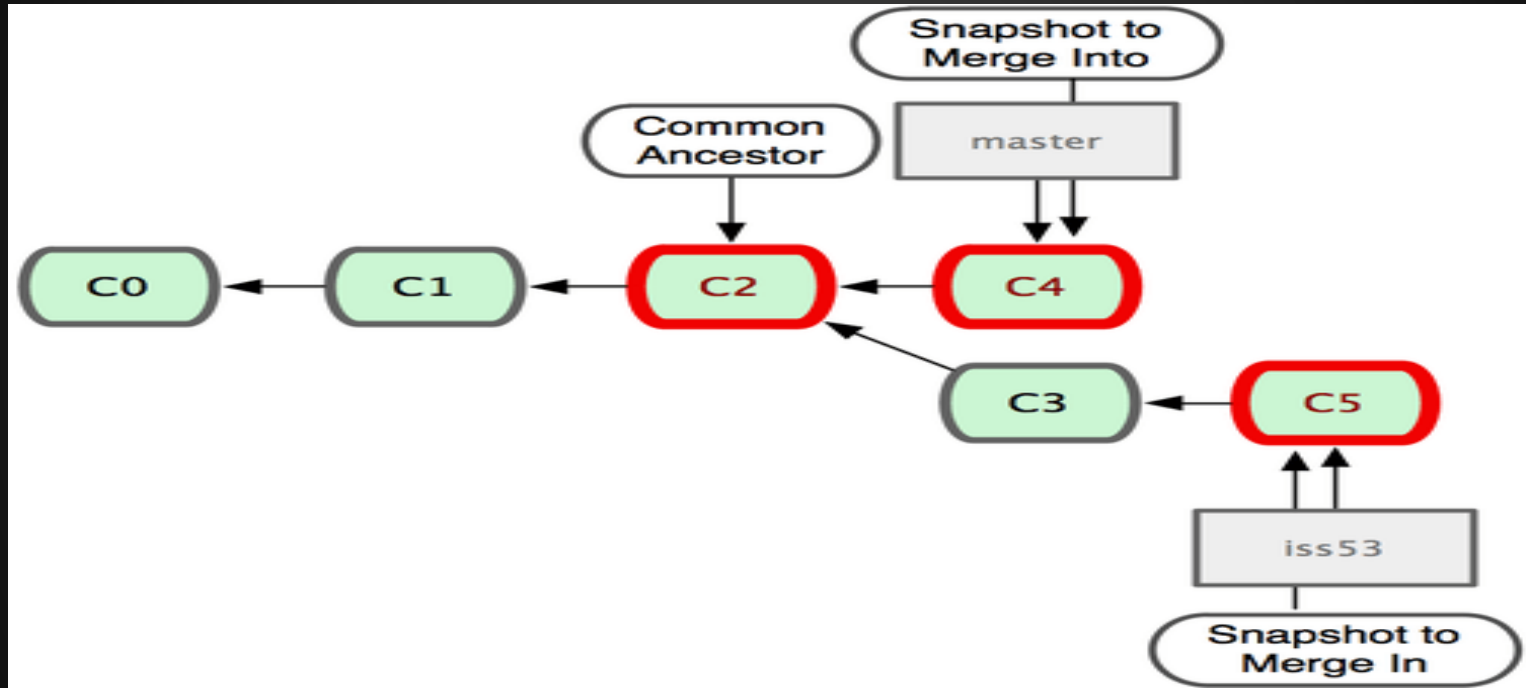 Snapshot to
Merge Into
Common
Ancestor
master
C0
C1
C2
C4
C3
C5
iss53
Snapshot to
Merge In